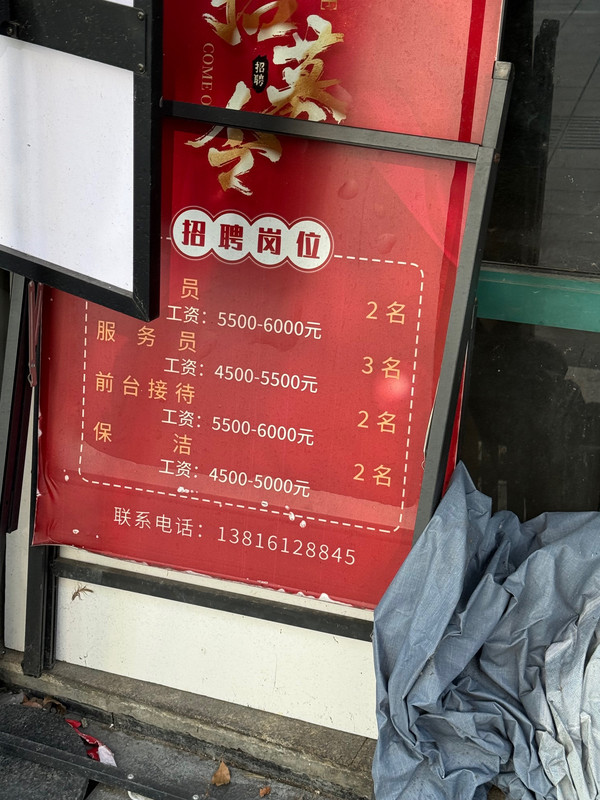 COME O
招聘
招聘岗位
员 2名
工资：5500-6000元
服务员 3名
工资：4500-5500元
前台接待 2名
工资：5500-6000元
保洁 2名
工资：4500-5000元
联系电话：13816128845